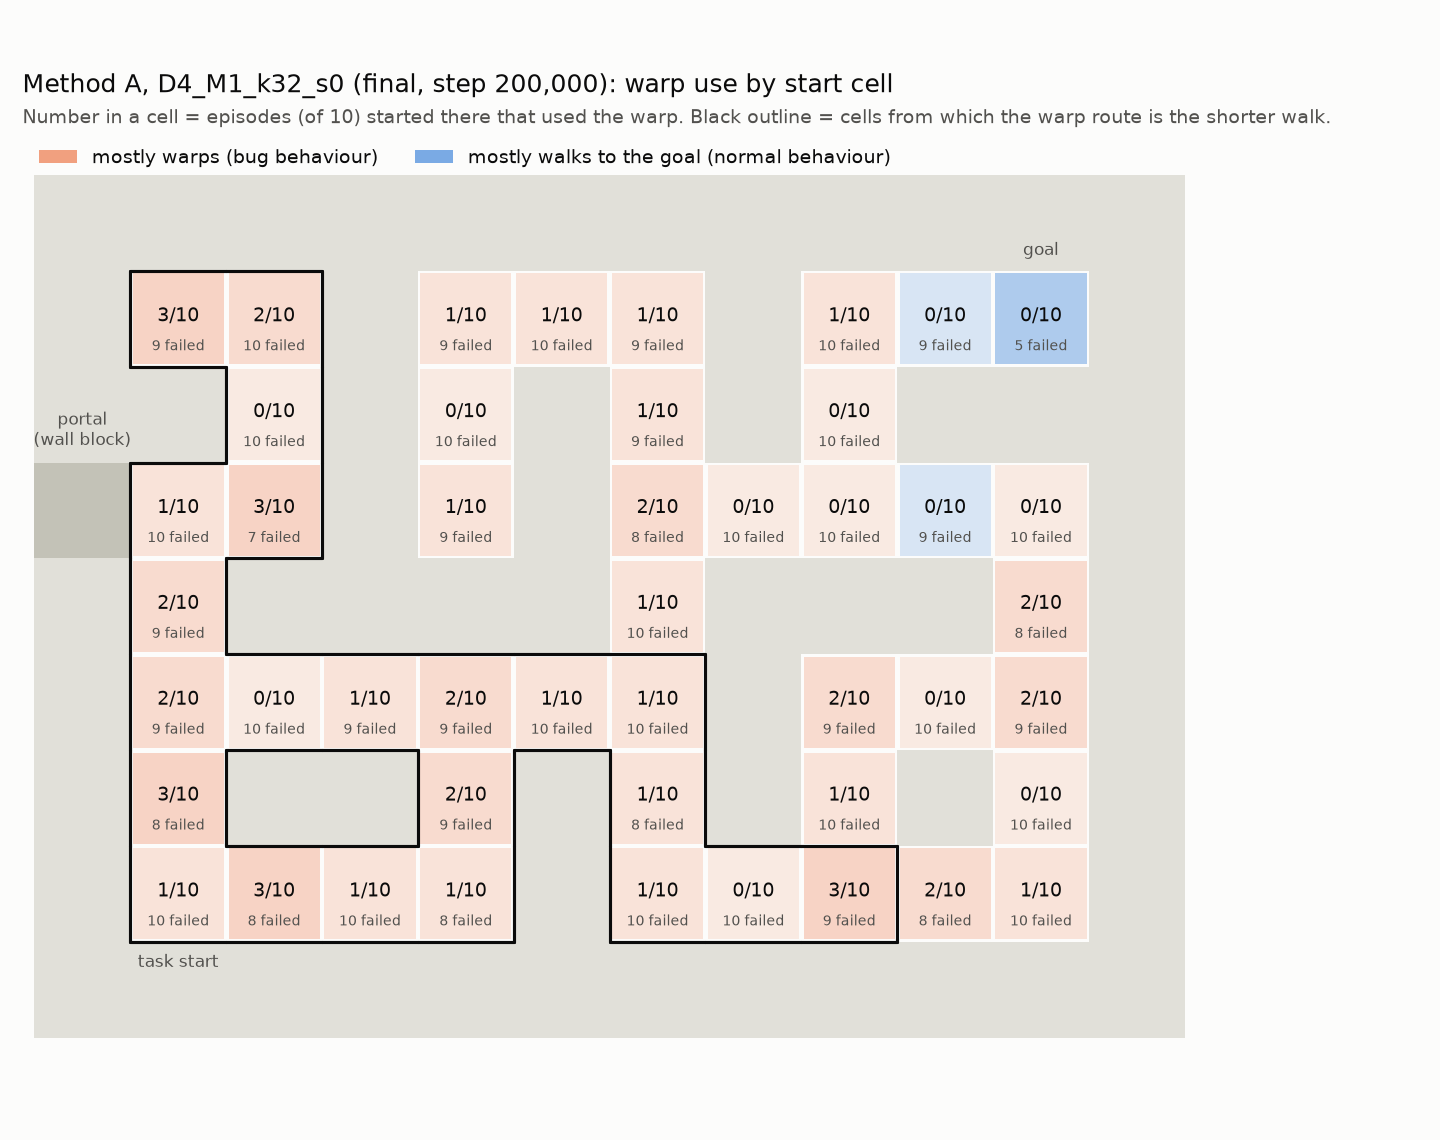 Method A, D4_M1_k32_s0 (final, step 200,000): warp use by start cell
Number in a cell = episodes (of 10) started there that used the warp. Black outline = cells from which the warp route is the shorter walk.
mostly warps (bug behaviour) mostly walks to the goal (normal behaviour)
goal
3/10 2/10 1/10 1/10 1/10 1/10 0/10 0/10
9 failed 10 failed 9 failed 10 failed 9 failed 10 failed 9 failed 5 failed
0/10 0/10 1/10 0/10
portal
(wall block) 10 failed 10 failed 9 failed 10 failed
1/10 3/10 1/10 2/10 0/10 0/10 0/10 0/10
10 failed 7 failed 9 failed 8 failed 10 failed 10 failed 9 failed 10 failed
2/10 1/10 2/10
9 failed 10 failed 8 failed
2/10 0/10 1/10 2/10 1/10 1/10 2/10 0/10 2/10
9 failed 10 failed 9 failed 9 failed 10 failed 10 failed 9 failed 10 failed 9 failed
3/10 2/10 1/10 1/10 0/10
8 failed 9 failed 8 failed 10 failed 10 failed
1/10 3/10 1/10 1/10 1/10 0/10 3/10 2/10 1/10
10 failed 8 failed 10 failed 8 failed 10 failed 10 failed 9 failed 8 failed 10 failed
task start